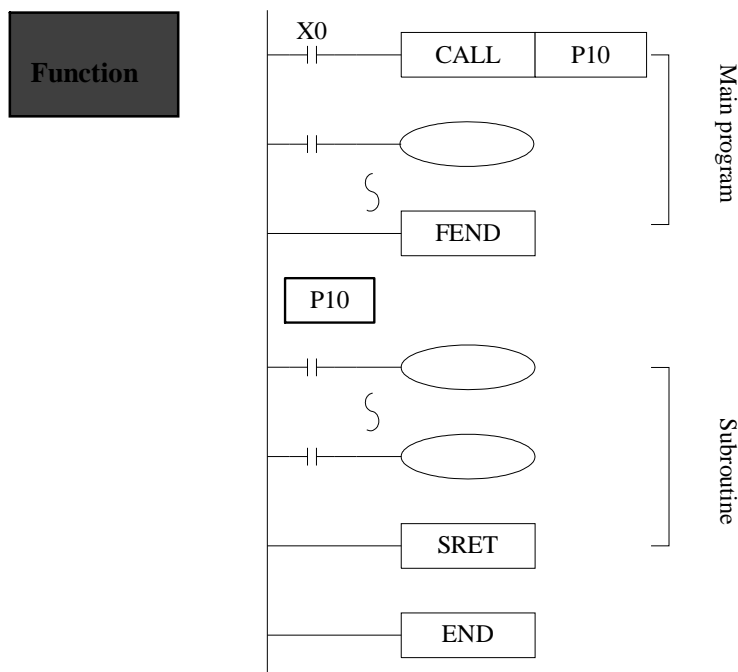 Function
X0
CALL P10
Main program
FEND
P10
Subroutine
SRET
END